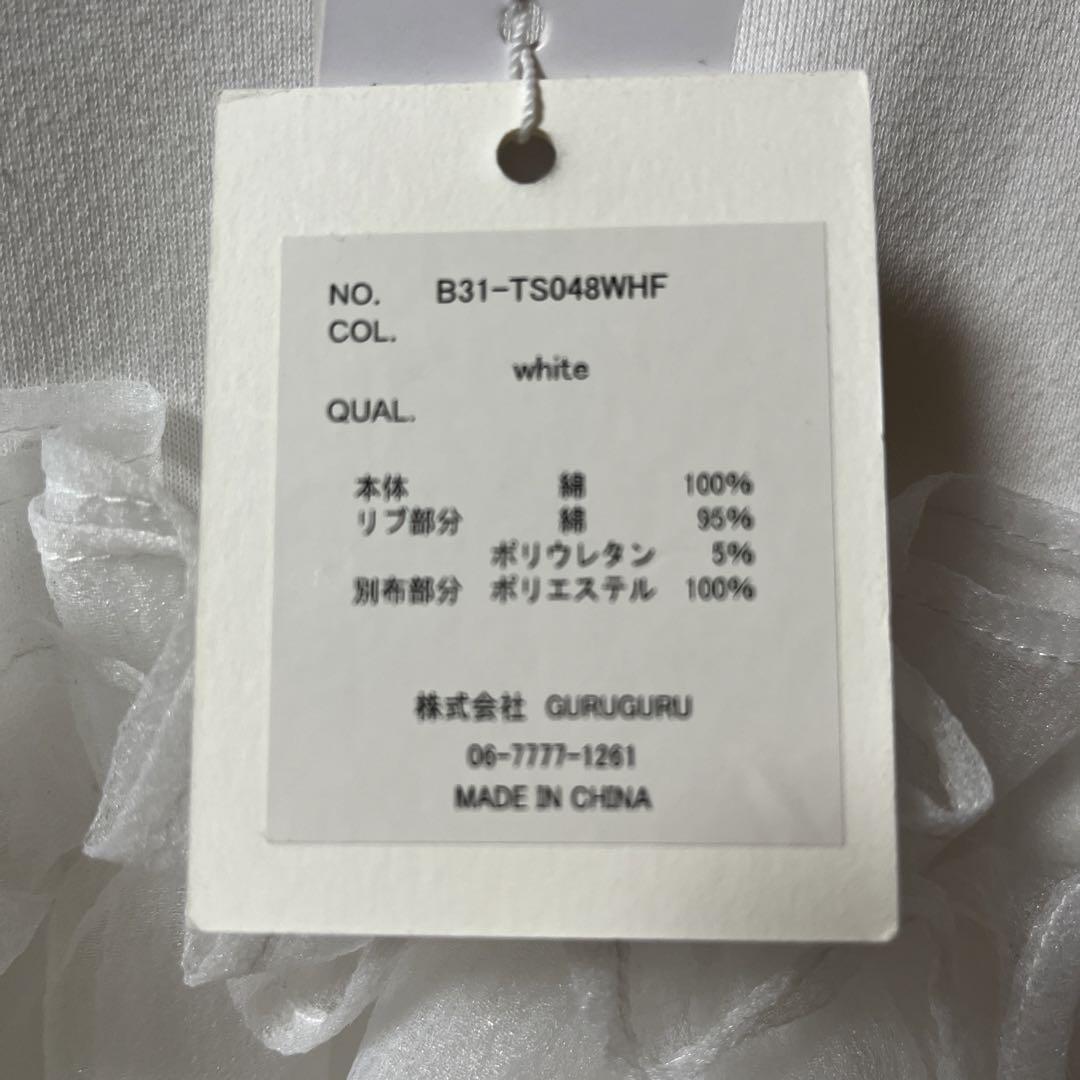 NO. B31-TS048WHF
COL.
white
QUAL.
本体 綿 100%
リブ部分 綿 95%
ポリウレタン 5%
別布部分 ポリエステル 100%
株式会社 GURUGURU
06-7777-1261
MADE IN CHINA